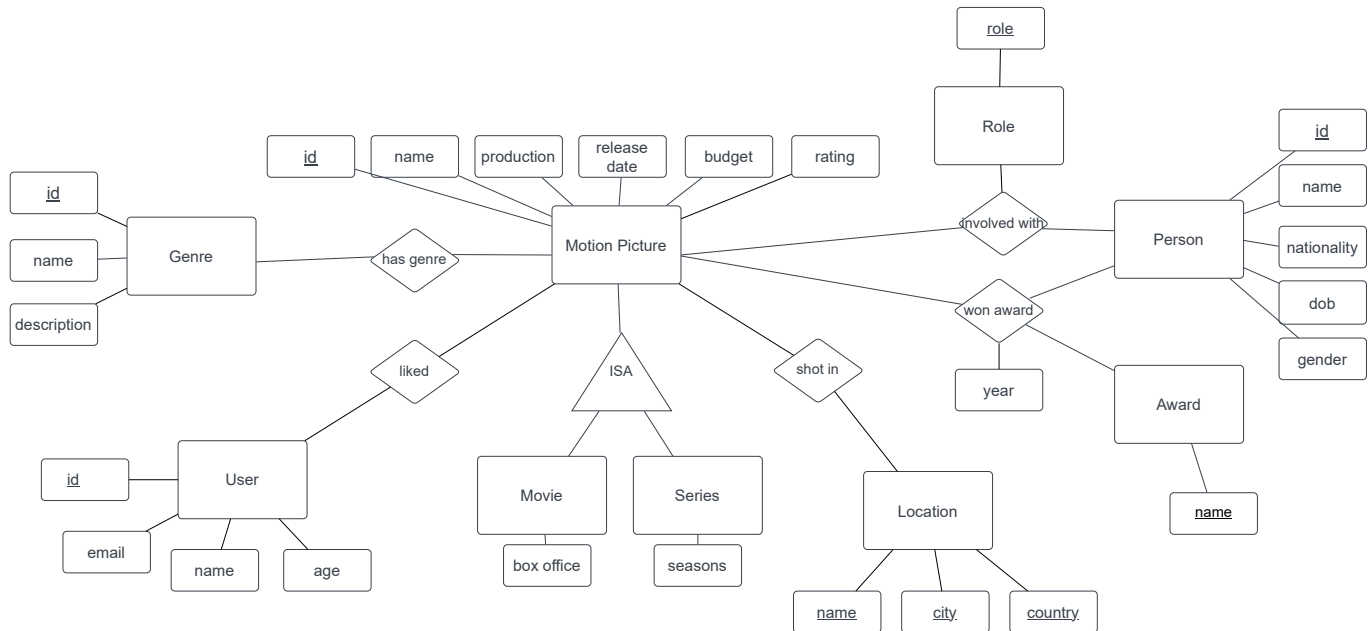 role
Role
id
name
production
release
date
budget
rating
id
name
nationality
dob
gender
id
name
description
Genre
has genre
Motion Picture
involved with
Person
won award
year
Award
name
liked
ISA
shot in
User
id
email
name
age
Movie
box office
Series
seasons
Location
name
city
country